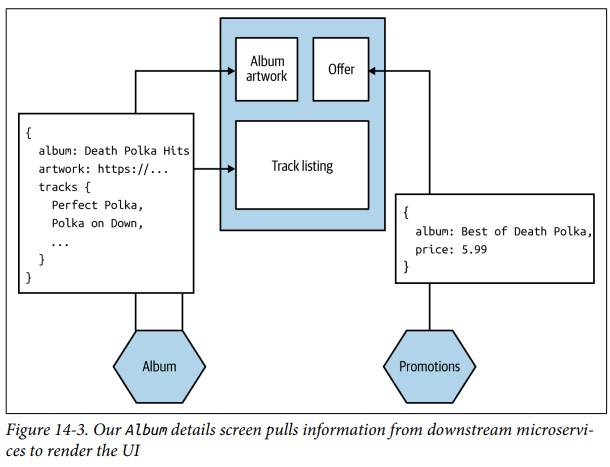 Album
artwork
Offer
Track listing
{
album: Death Polka Hits
artwork: https://...
tracks {
Perfect Polka,
Polka on Down,
...
}
}
{
album: Best of Death Polka,
price: 5.99
}
Album
Promotions
Figure 14-3. Our Album details screen pulls information from downstream microservi-
ces to render the UI